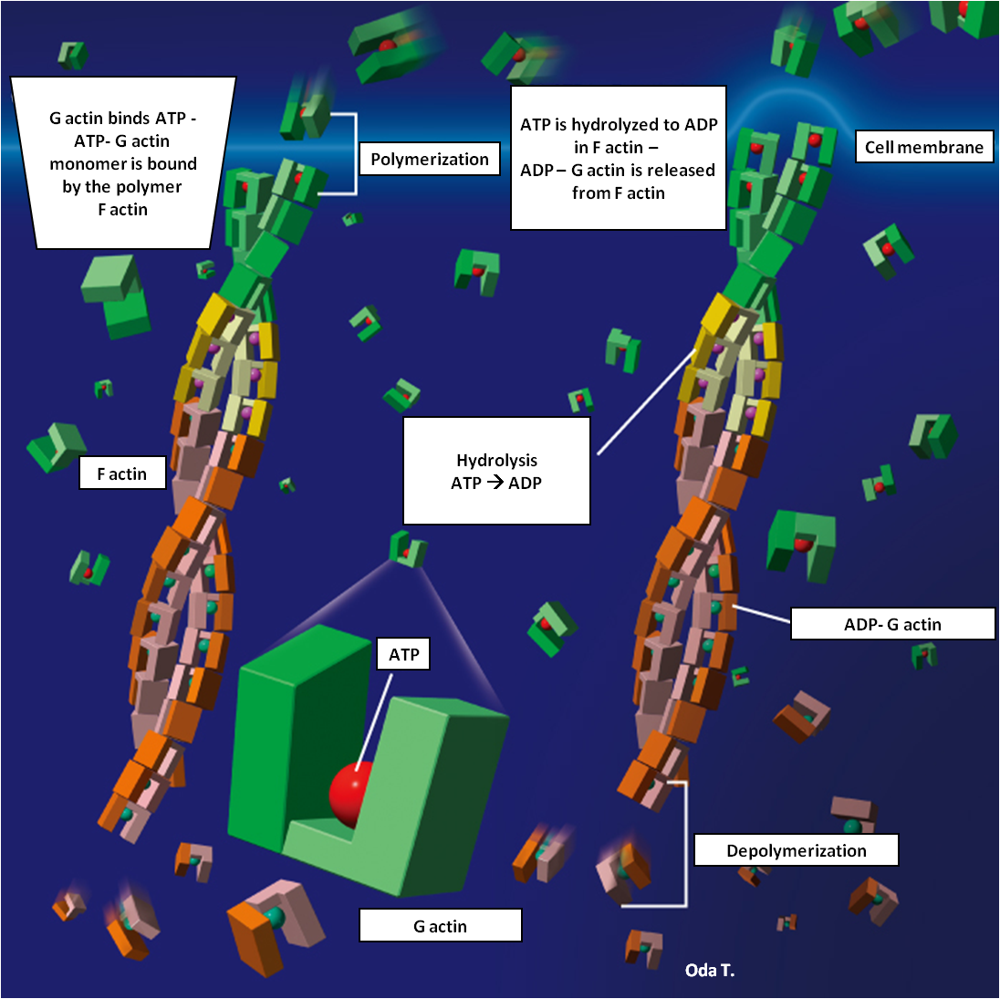 G actin binds ATP -
ATP- G actin
monomer is bound
by the polymer
F actin
Polymerization
ATP is hydrolyzed to ADP
in F actin –
ADP – G actin is released
from F actin
Cell membrane
Hydrolysis
ATP → ADP
F actin
ADP- G actin
ATP
Depolymerization
G actin
Oda T.